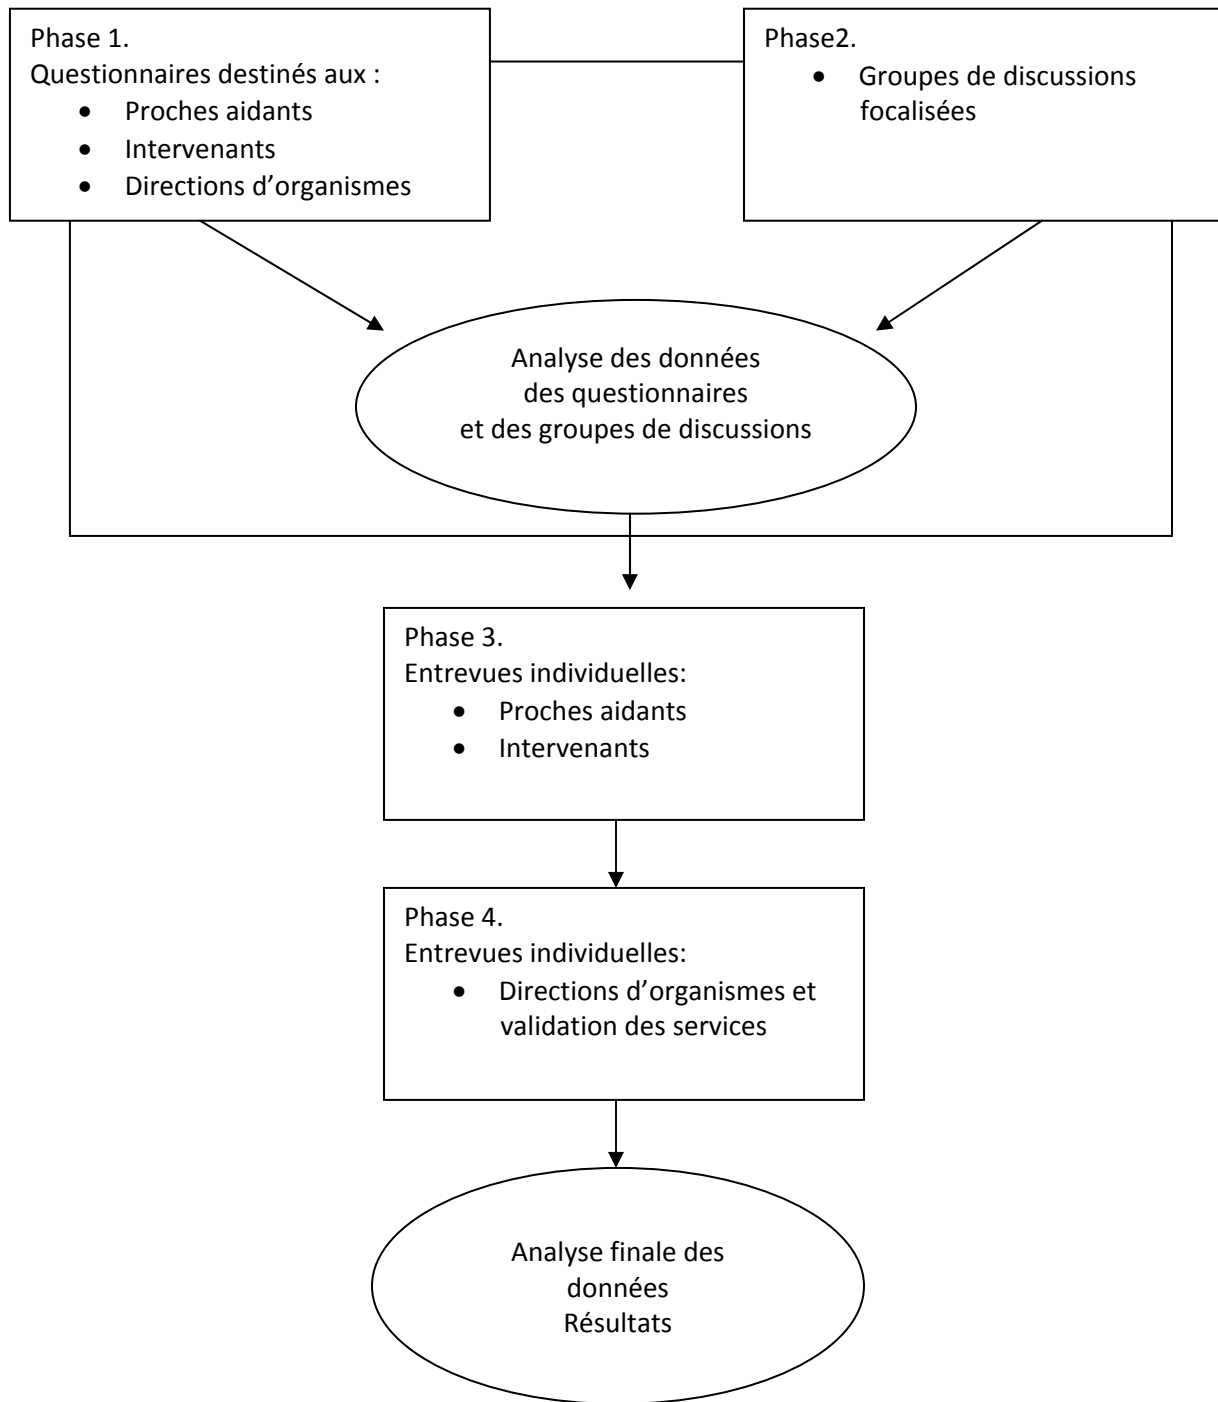 Phase 1.
Questionnaires destinés aux :
• Proches aidants
• Intervenants
• Directions d’organismes
Phase2.
• Groupes de discussions
focalisées
Analyse des données
des questionnaires
et des groupes de discussions
Phase 3.
Entrevues individuelles:
• Proches aidants
• Intervenants
Phase 4.
Entrevues individuelles:
• Directions d’organismes et
validation des services
Analyse finale des
données
Résultats